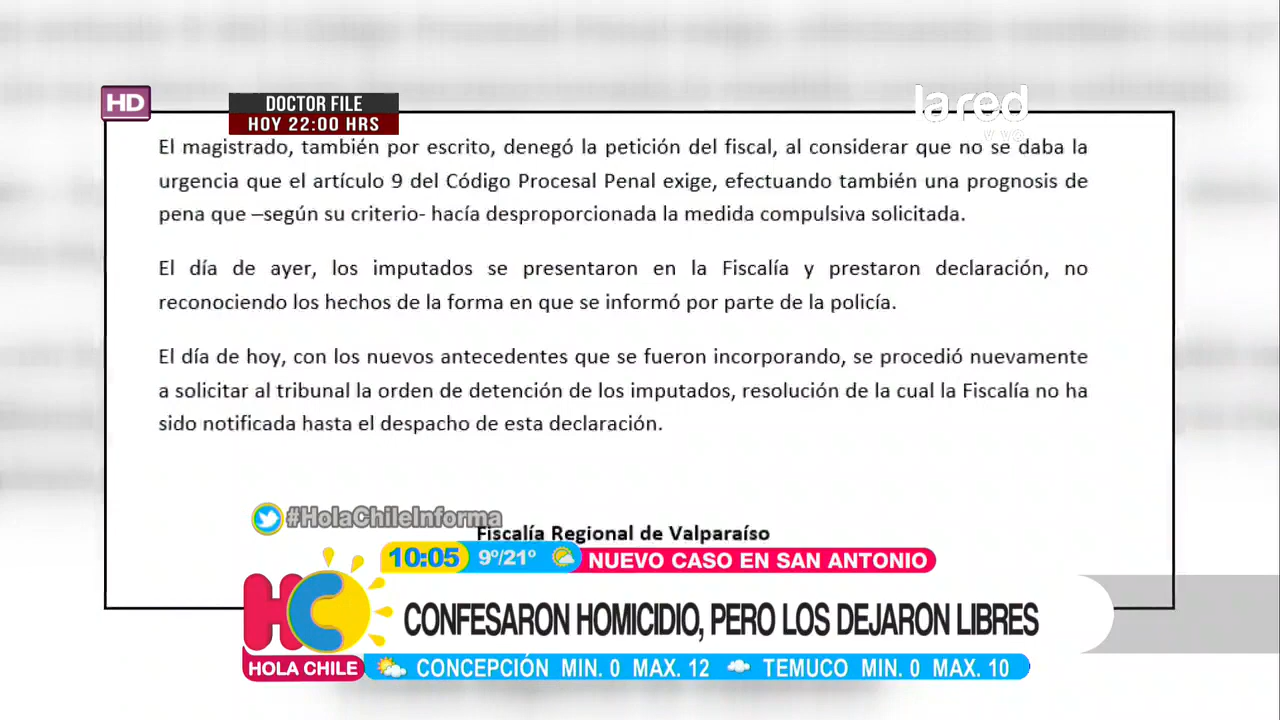 HD
DOCTOR FILE
HOY 22:00 HRS
la red
VIVO
El magistrado, también por escrito, denegó la petición del fiscal, al considerar que no se daba la
urgencia que el artículo 9 del Código Procesal Penal exige, efectuando también una prognosis de
pena que –según su criterio- hacía desproporcionada la medida compulsiva solicitada.
El día de ayer, los imputados se presentaron en la Fiscalía y prestaron declaración, no
reconociendo los hechos de la forma en que se informó por parte de la policía.
El día de hoy, con los nuevos antecedentes que se fueron incorporando, se procedió nuevamente
a solicitar al tribunal la orden de detención de los imputados, resolución de la cual la Fiscalía no ha
sido notificada hasta el despacho de esta declaración.
#HolaChileInforma
Fiscalía Regional de Valparaíso
10:05 9º/21º NUEVO CASO EN SAN ANTONIO
HC
CONFESARON HOMICIDIO, PERO LOS DEJARON LIBRES
HOLA CHILE
CONCEPCIÓN MIN. 0 MAX. 12 TEMUCO MIN. 0 MAX. 10